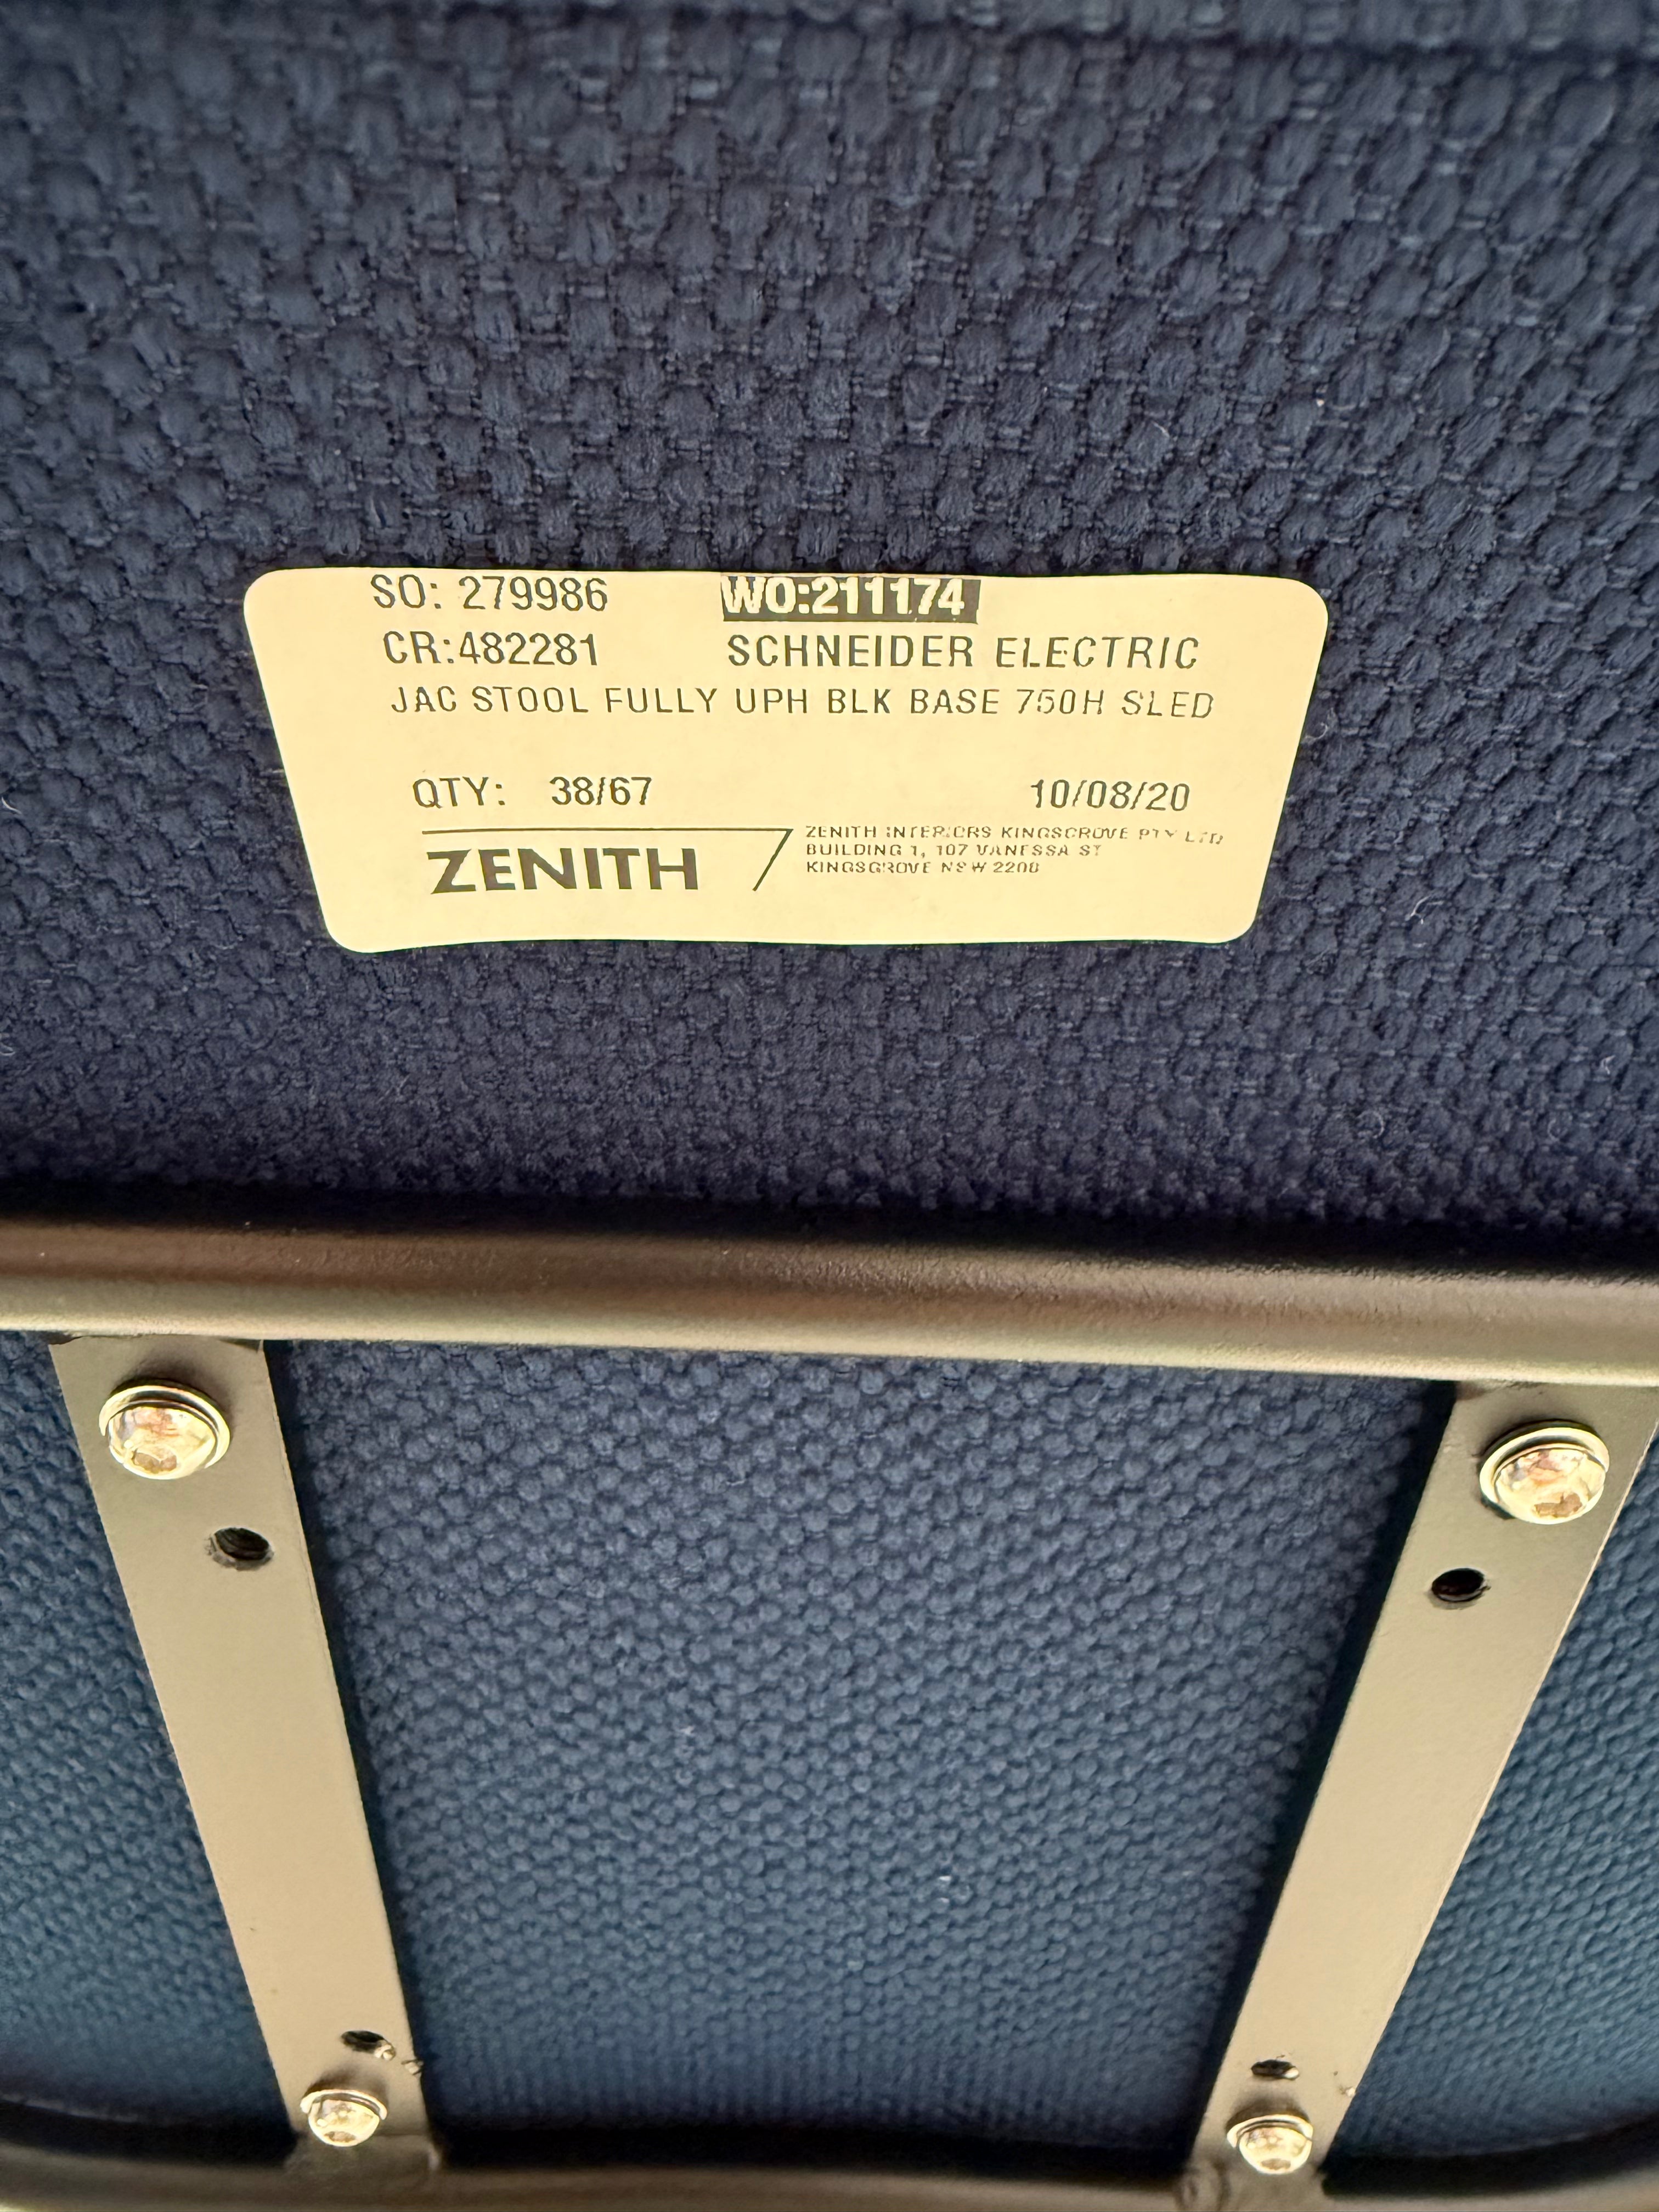 SO: 279986 WO:211174
CR:482281 SCHNEIDER ELECTRIC
JAC STOOL FULLY UPH BLK BASE 750H SLED
QTY: 38/67 10/08/20
ZENITH
ZENITH INTERIORS KINGSGROVE PTY LTD
BUILDING 1, 107 VANESSA ST
KINGSGROVE NSW 2208